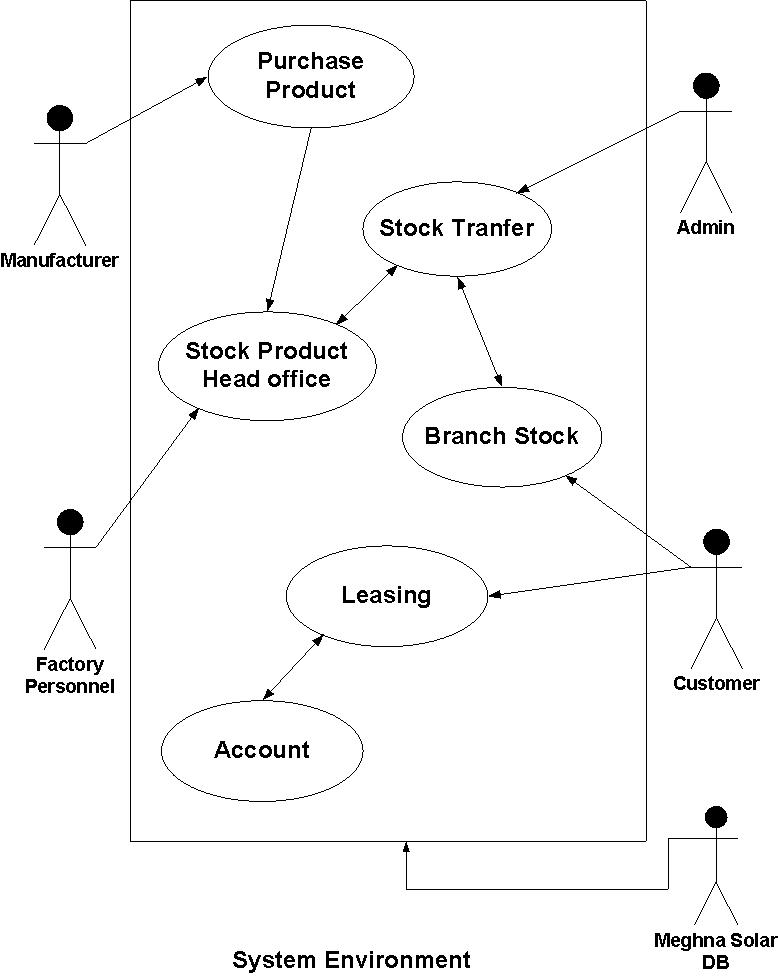 Purchase
Product
Admin
Stock Tranfer
Manufacturer
Stock Product
Head office
Branch Stock
Leasing
Factory
Personnel
Customer
Account
Meghna Solar
DB
System Environment